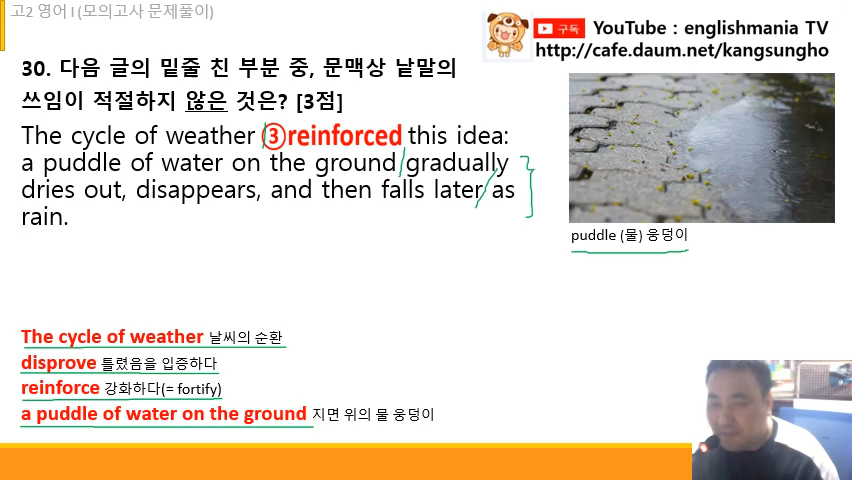 고2 영어 I (모의고사 문제풀이)
구독 YouTube : englishmania TV
http://cafe.daum.net/kangsungho
30. 다음 글의 밑줄 친 부분 중, 문맥상 낱말의
쓰임이 적절하지 않은 것은? [3점]
The cycle of weather ③reinforced this idea:
a puddle of water on the ground gradually
dries out, disappears, and then falls later as
rain.
puddle (물) 웅덩이
The cycle of weather 날씨의 순환
disprove 틀렸음을 입증하다
reinforce 강화하다(= fortify)
a puddle of water on the ground 지면 위의 물 웅덩이